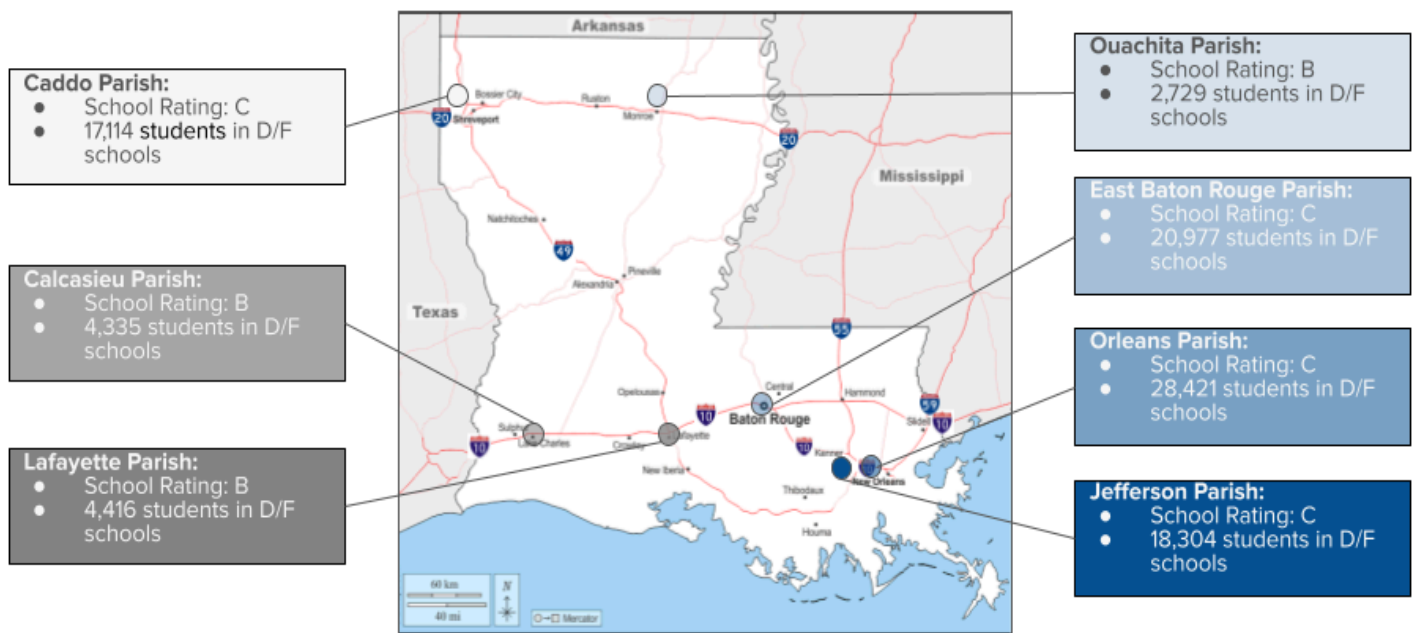 Caddo Parish:
● School Rating: C
● 17,114 students in D/F
schools
Calcasieu Parish:
● School Rating: B
● 4,335 students in D/F
schools
Lafayette Parish:
● School Rating: B
● 4,416 students in D/F
schools
Arkansas
Bossier City
Ruston
20
Shreveport
Monroe
20
Mississippi
Natchitoches
49
Pineville
Alexandria
Texas
55
Opelousas
Central
Hammond
59
10
Baton Rouge
Slidell
10
Sulphur
Lake Charles
Crowley
Lafayette
10
10
Kenner
10
New Orleans
New Iberia
Thibodaux
Houma
60 km
40 mi
N
Mercator
Ouachita Parish:
● School Rating: B
● 2,729 students in D/F
schools
East Baton Rouge Parish:
● School Rating: C
● 20,977 students in D/F
schools
Orleans Parish:
● School Rating: C
● 28,421 students in D/F
schools
Jefferson Parish:
● School Rating: C
● 18,304 students in D/F
schools